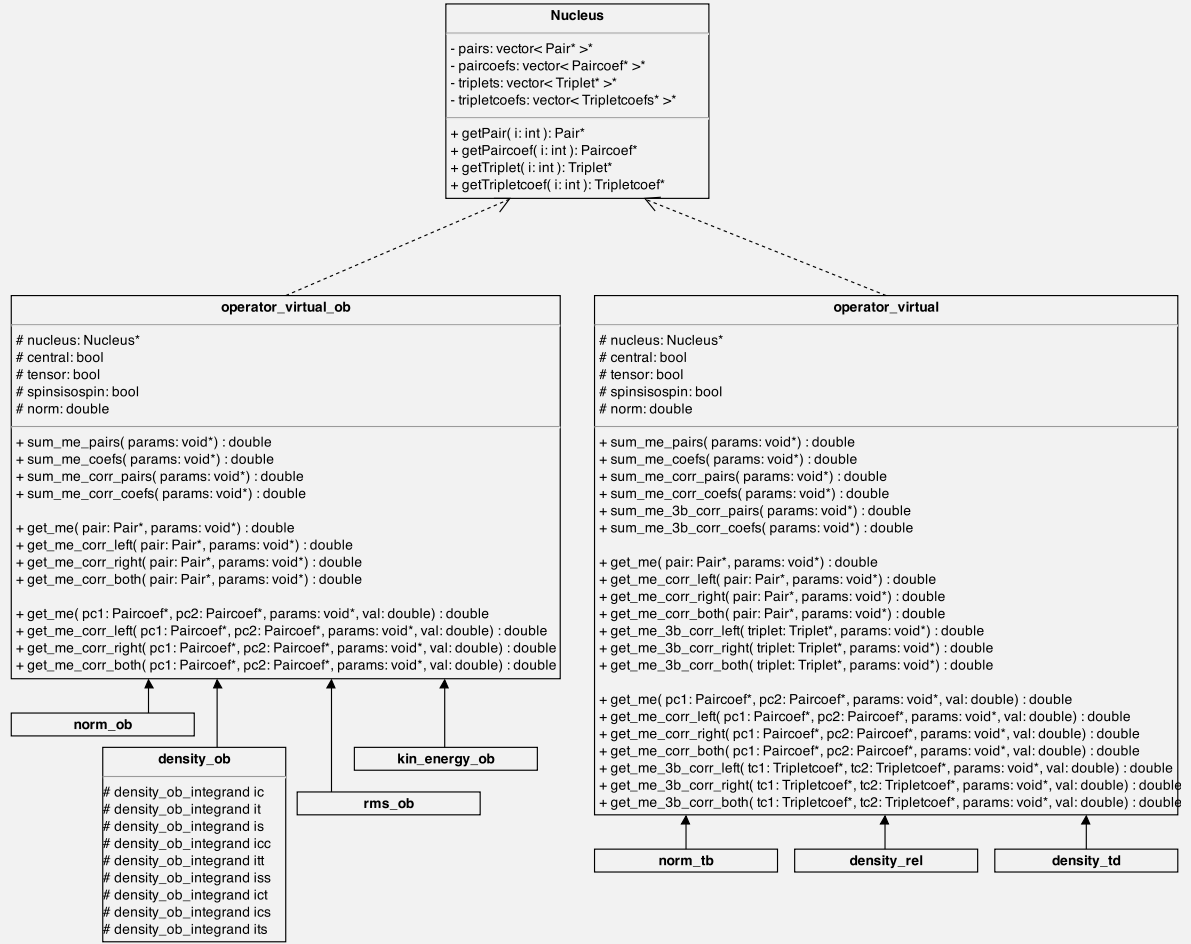 Nucleus
- pairs: vector< Pair* >*
- paircoefs: vector< Paircoef* >*
- triplets: vector< Triplet* >*
- tripletcoefs: vector< Tripletcoefs* >*
+ getPair( i: int ): Pair*
+ getPaircoef( i: int ): Paircoef*
+ getTriplet( i: int ): Triplet*
+ getTripletcoef( i: int ): Tripletcoef*
operator_virtual_ob
# nucleus: Nucleus*
# central: bool
# tensor: bool
# spinsisospin: bool
# norm: double
+ sum_me_pairs( params: void*) : double
+ sum_me_coefs( params: void*) : double
+ sum_me_corr_pairs( params: void*) : double
+ sum_me_corr_coefs( params: void*) : double
+ get_me( pair: Pair*, params: void*) : double
+ get_me_corr_left( pair: Pair*, params: void*) : double
+ get_me_corr_right( pair: Pair*, params: void*) : double
+ get_me_corr_both( pair: Pair*, params: void*) : double
+ get_me( pc1: Paircoef*, pc2: Paircoef*, params: void*, val: double) : double
+ get_me_corr_left( pc1: Paircoef*, pc2: Paircoef*, params: void*, val: double) : double
+ get_me_corr_right( pc1: Paircoef*, pc2: Paircoef*, params: void*, val: double) : double
+ get_me_corr_both( pc1: Paircoef*, pc2: Paircoef*, params: void*, val: double) : double
operator_virtual
# nucleus: Nucleus*
# central: bool
# tensor: bool
# spinsisospin: bool
# norm: double
+ sum_me_pairs( params: void*) : double
+ sum_me_coefs( params: void*) : double
+ sum_me_corr_pairs( params: void*) : double
+ sum_me_corr_coefs( params: void*) : double
+ sum_me_3b_corr_pairs( params: void*) : double
+ sum_me_3b_corr_coefs( params: void*) : double
+ get_me( pair: Pair*, params: void*) : double
+ get_me_corr_left( pair: Pair*, params: void*) : double
+ get_me_corr_right( pair: Pair*, params: void*) : double
+ get_me_corr_both( pair: Pair*, params: void*) : double
+ get_me_3b_corr_left( triplet: Triplet*, params: void*) : double
+ get_me_3b_corr_right( triplet: Triplet*, params: void*) : double
+ get_me_3b_corr_both( triplet: Triplet*, params: void*) : double
+ get_me( pc1: Paircoef*, pc2: Paircoef*, params: void*, val: double) : double
+ get_me_corr_left( pc1: Paircoef*, pc2: Paircoef*, params: void*, val: double) : double
+ get_me_corr_right( pc1: Paircoef*, pc2: Paircoef*, params: void*, val: double) : double
+ get_me_corr_both( pc1: Paircoef*, pc2: Paircoef*, params: void*, val: double) : double
+ get_me_3b_corr_left( tc1: Tripletcoef*, tc2: Tripletcoef*, params: void*, val: double) : double
+ get_me_3b_corr_right( tc1: Tripletcoef*, tc2: Tripletcoef*, params: void*, val: double) : double
+ get_me_3b_corr_both( tc1: Tripletcoef*, tc2: Tripletcoef*, params: void*, val: double) : double
norm_ob
density_ob
# density_ob_integrand ic
# density_ob_integrand it
# density_ob_integrand is
# density_ob_integrand icc
# density_ob_integrand itt
# density_ob_integrand iss
# density_ob_integrand ict
# density_ob_integrand ics
# density_ob_integrand its
rms_ob
kin_energy_ob
norm_tb
density_rel
density_td